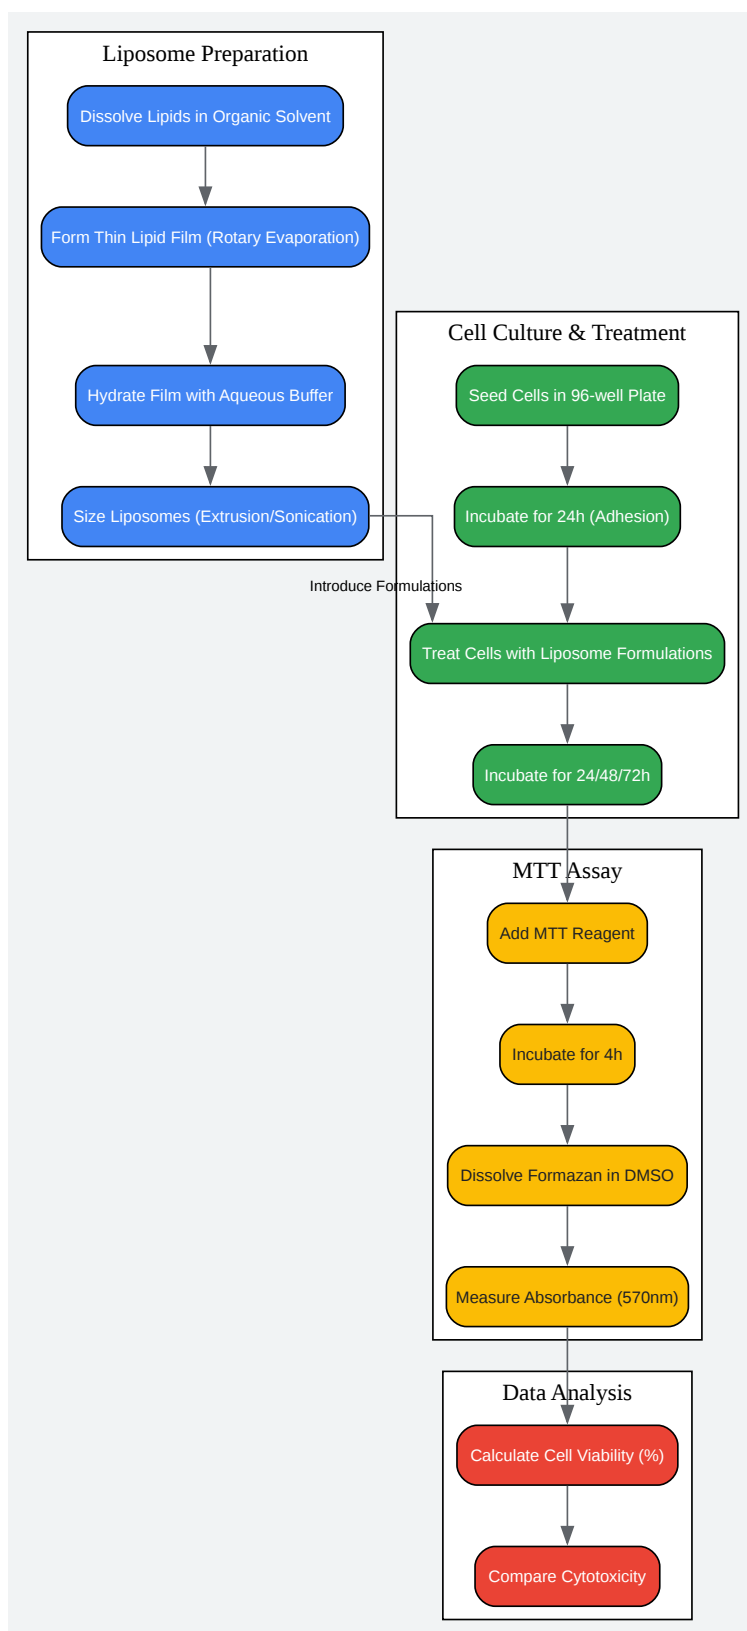 Liposome Preparation
Dissolve Lipids in Organic Solvent
Form Thin Lipid Film (Rotary Evaporation)
Hydrate Film with Aqueous Buffer
Size Liposomes (Extrusion/Sonication)
Introduce Formulations
Cell Culture & Treatment
Seed Cells in 96-well Plate
Incubate for 24h (Adhesion)
Treat Cells with Liposome Formulations
Incubate for 24/48/72h
MTT Assay
Add MTT Reagent
Incubate for 4h
Dissolve Formazan in DMSO
Measure Absorbance (570nm)
Data Analysis
Calculate Cell Viability (%)
Compare Cytotoxicity